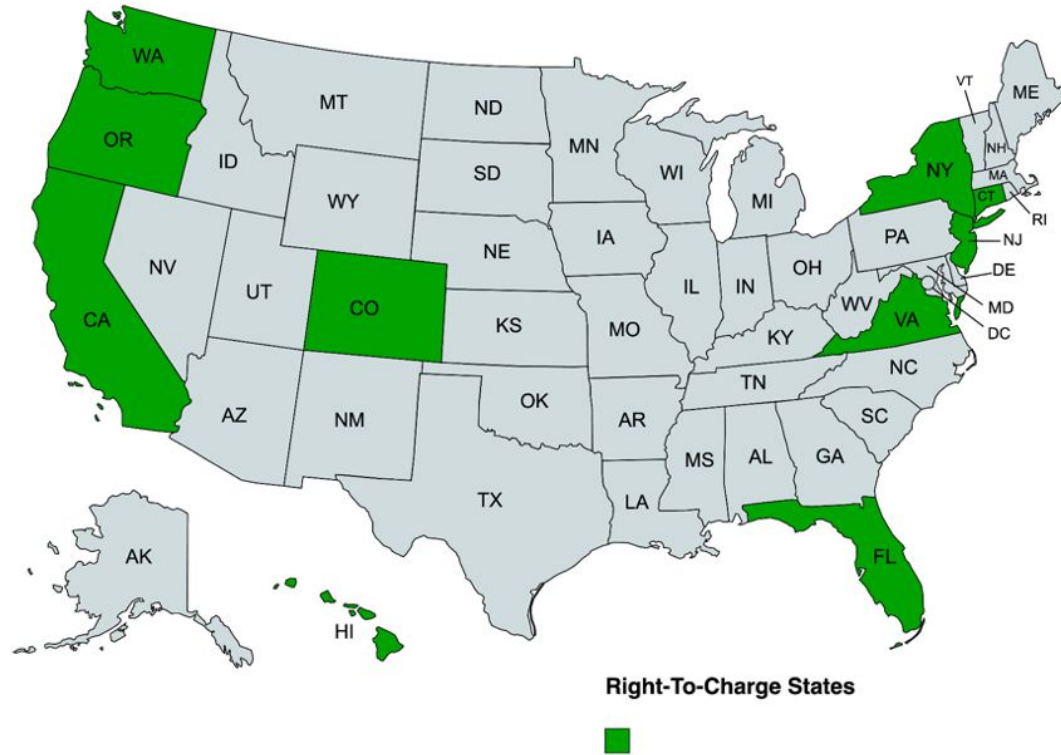 WA
MT
ND
MN
VT
ME
OR
ID
SD
WI
NH
NY
MA
WY
MI
CT
RI
NE
IA
PA
NJ
NV
UT
CO
IL
IN
OH
DE
CA
KS
MO
WV
MD
VA
DC
KY
AZ
NM
OK
AR
TN
NC
SC
MS
AL
GA
TX
LA
AK
FL
HI
Right-To-Charge States